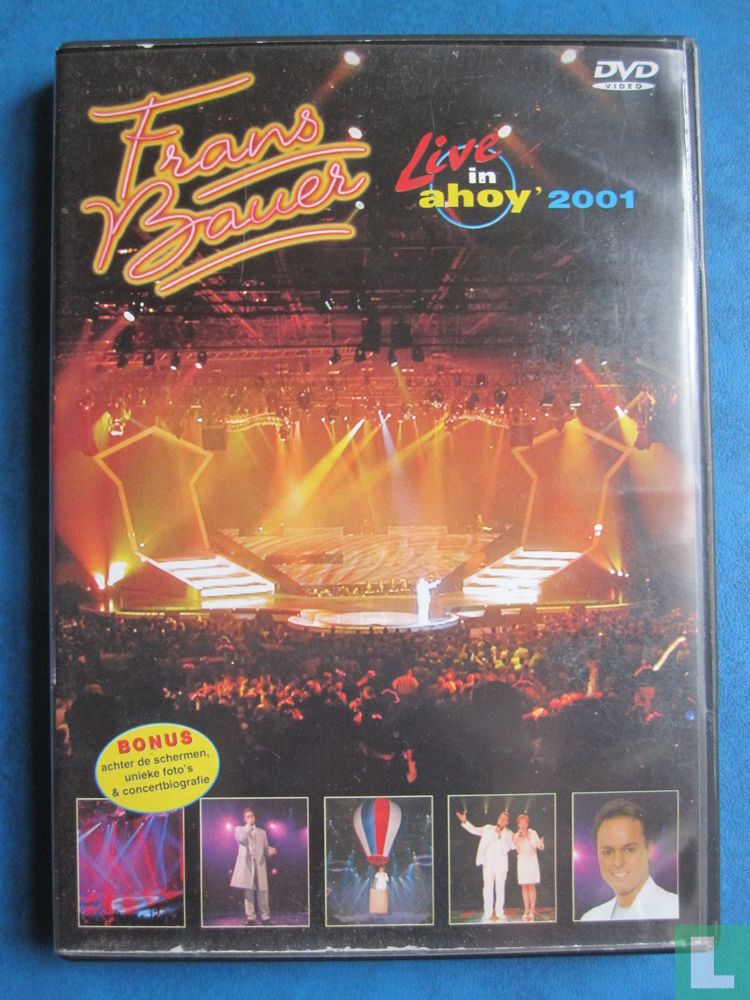 DVD
VIDEO
Frans
Bauer
Live
in
ahoy' 2001
BONUS
achter de schermen,
unieke foto's
& concertbiografie
L